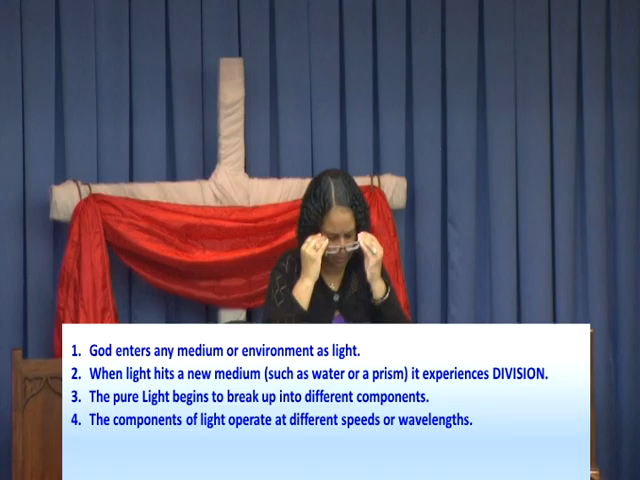 1. God enters any medium or environment as light.
2. When light hits a new medium (such as water or a prism) it experiences DIVISION.
3. The pure Light begins to break up into different components.
4. The components of light operate at different speeds or wavelengths.